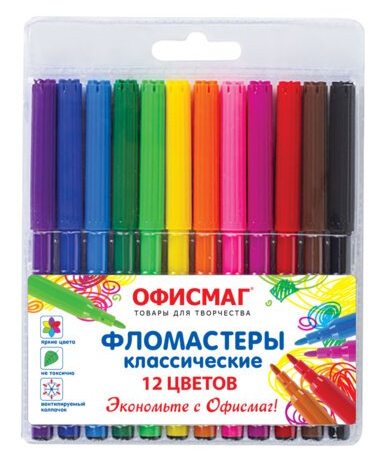 ОФИСМАГ®
ТОВАРЫ ДЛЯ ТВОРЧЕСТВА
ФЛОМАСТЕРЫ
классические
12 ЦВЕТОВ
Экономьте с Офисмаг!
яркие цвета
не токсично
вентилируемый
колпачок